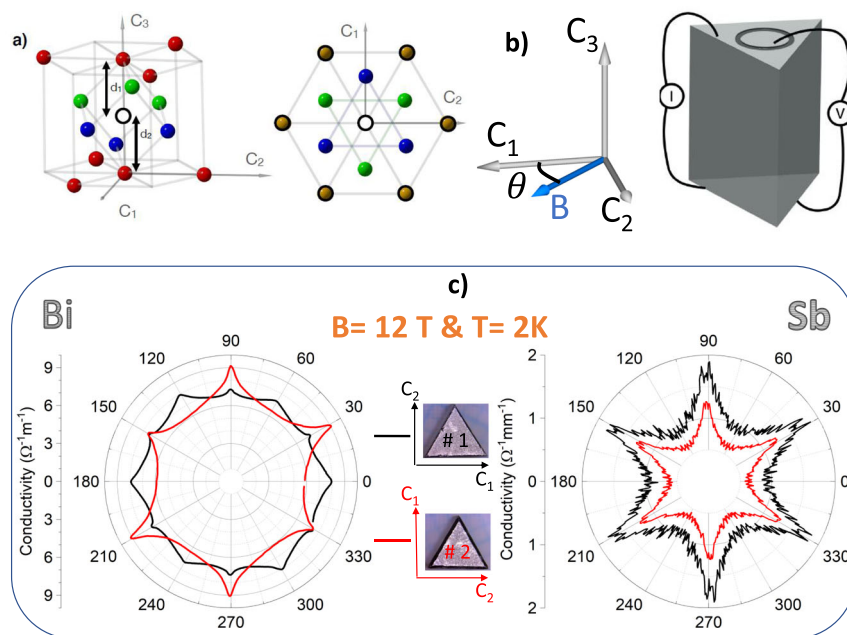 a)
C3
d1
d2
C2
C1
C1
C2
b)
C3
C1
θ
B
C2
I
V
c)
Bi
Sb
B= 12 T & T= 2K
Conductivity (Ω-1m-1)
9
6
3
0
3
6
9
90
120
60
150
30
180
0
210
330
240
300
270
C2
# 1
C1
C1
# 2
C2
Conductivity (Ω-1mm-1)
2
1
0
1
2
90
120
60
150
30
180
0
210
330
240
300
270